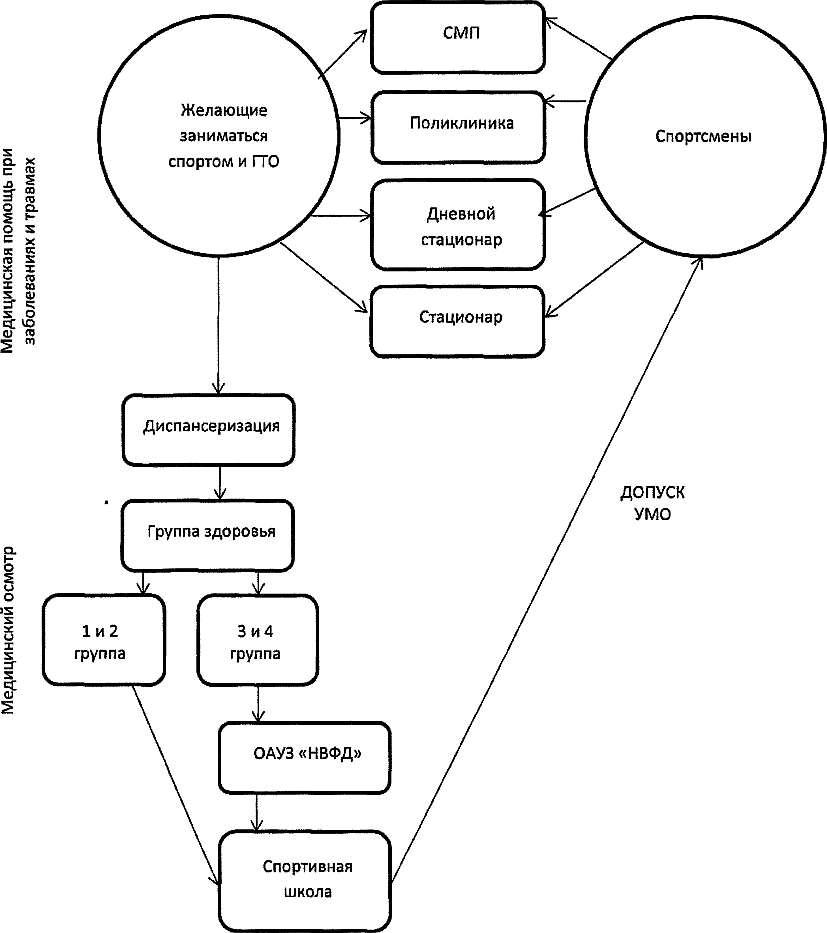 СМП
Желающие
заниматься
спортом и ГТО
Поликлиника
Спортсмены
Дневной
стационар
Стационар
Медицинская помощь при
заболеваниях и травмах
Диспансеризация
ДОПУСК
УМО
Группа здоровья
Медицинский осмотр
1 и 2
группа
3 и 4
группа
ОАУЗ «НВФД»
Спортивная
школа